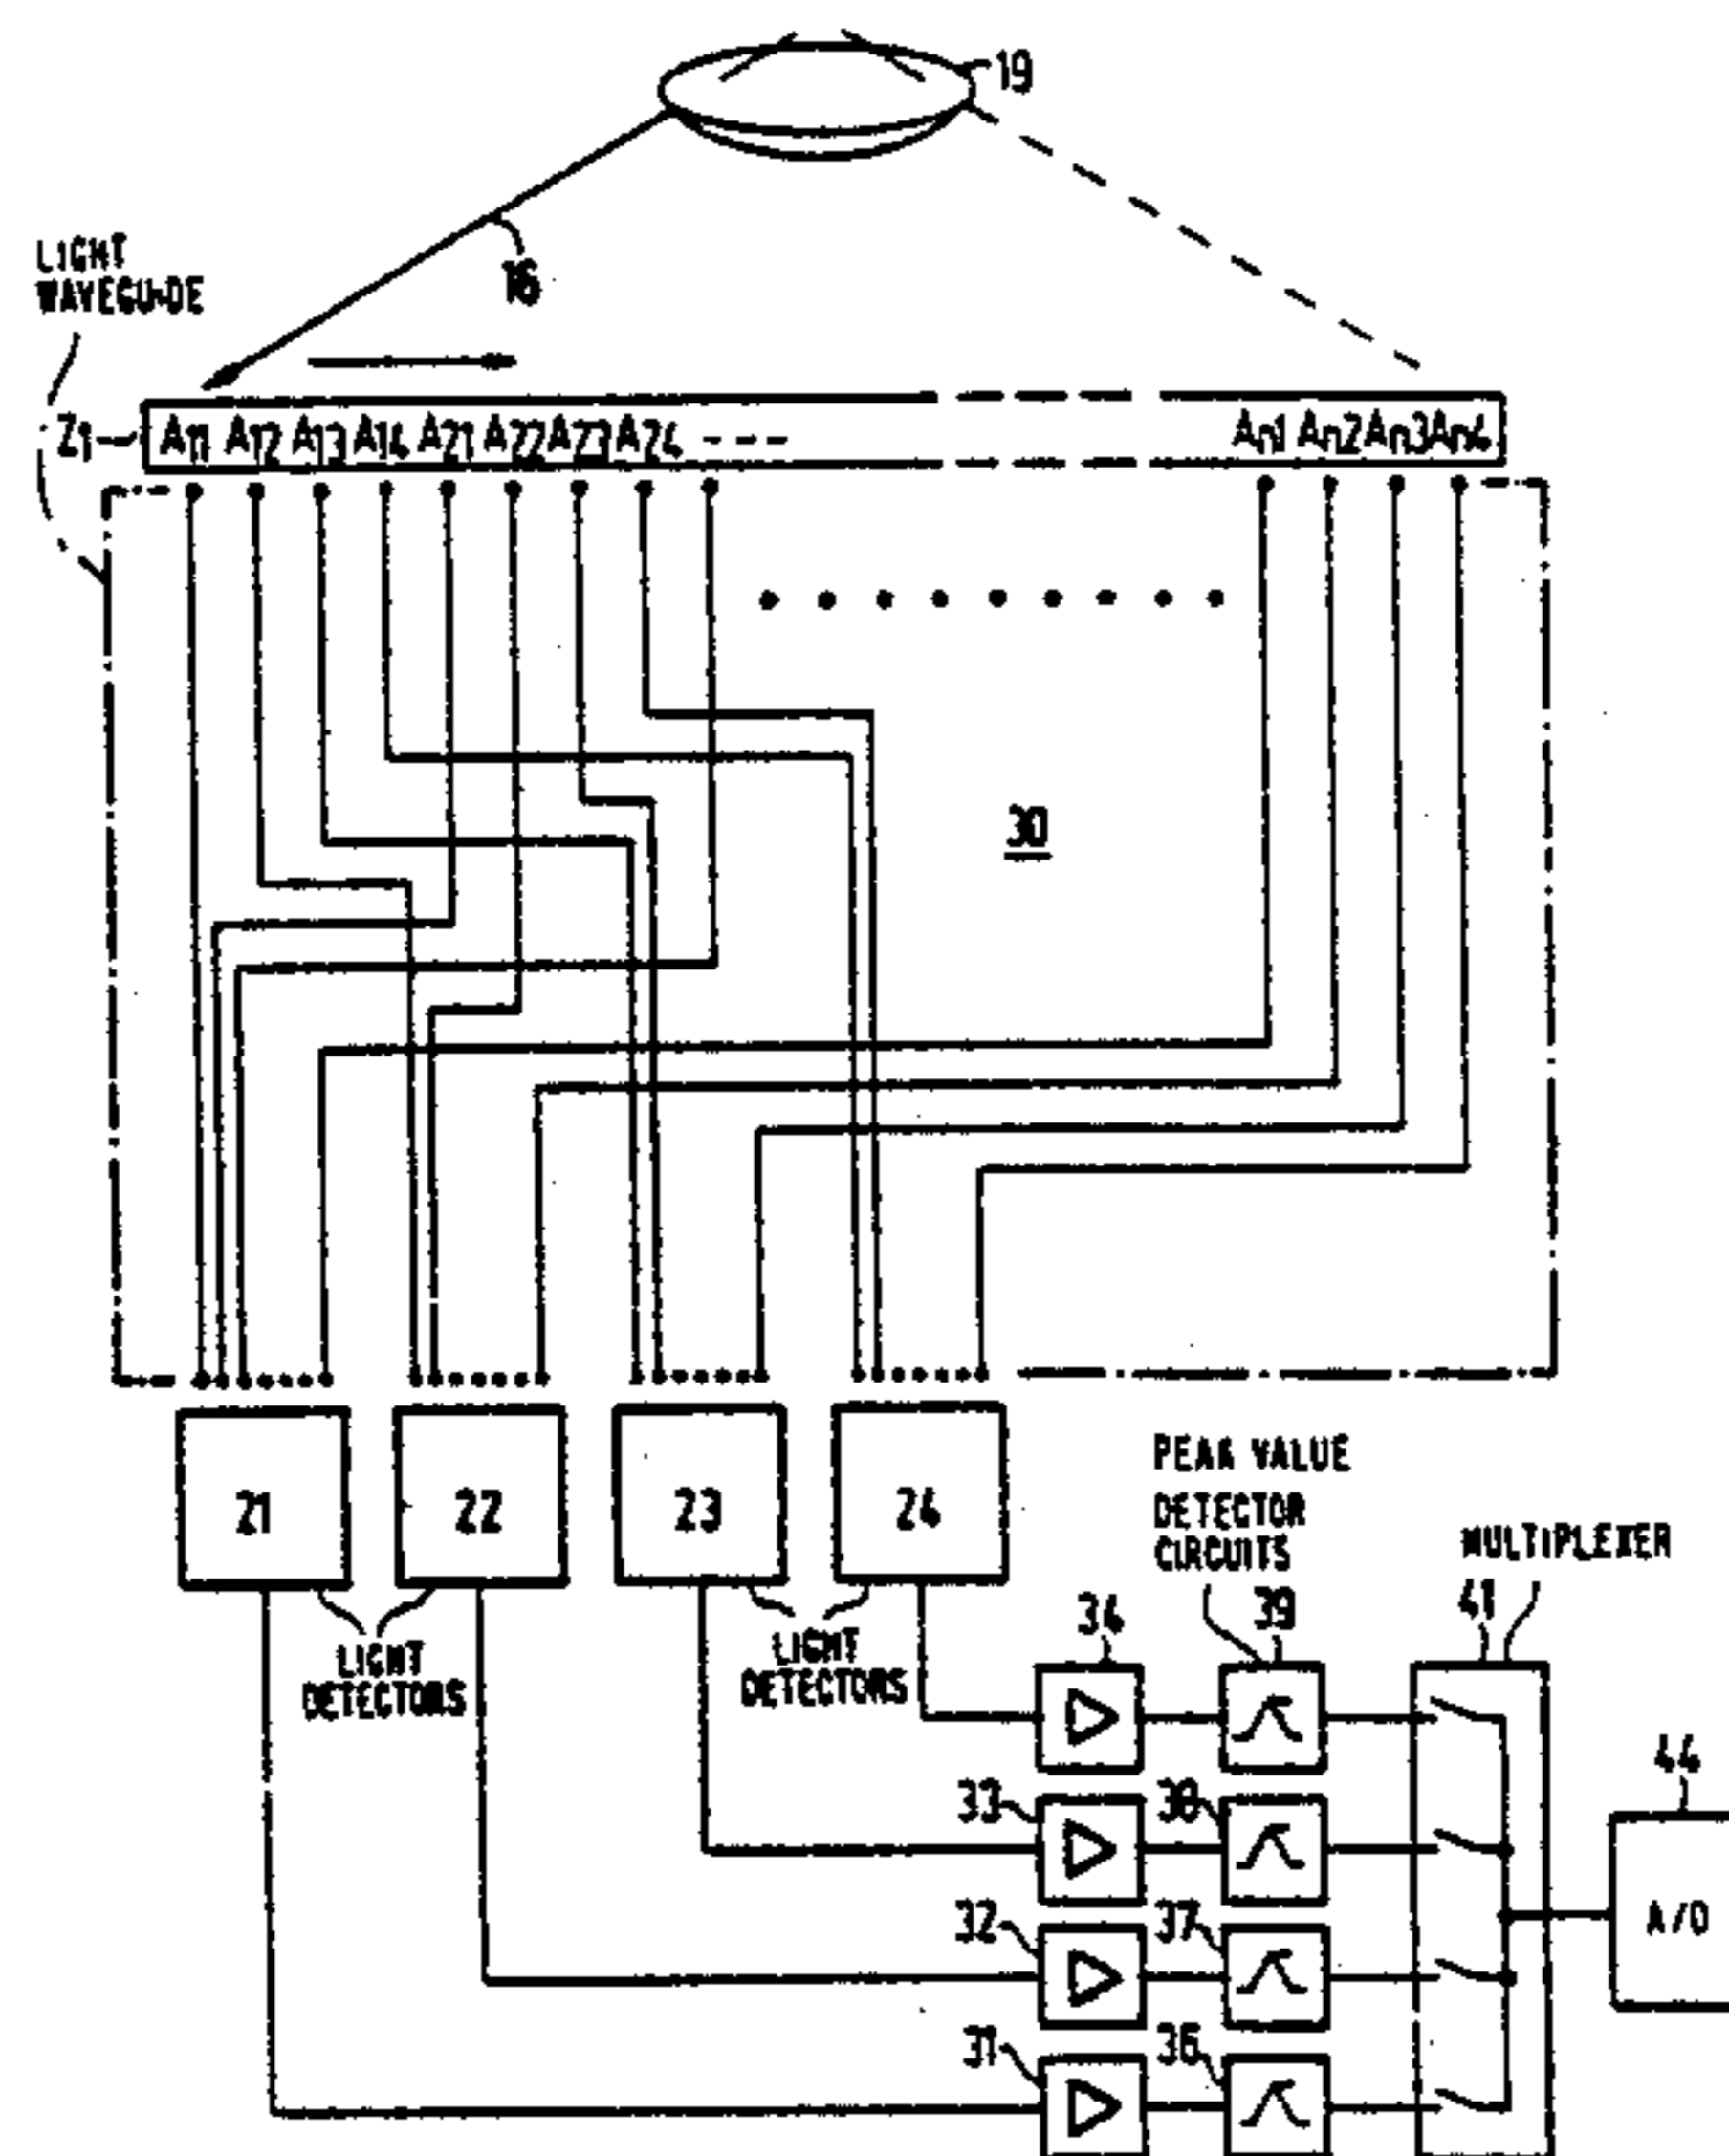 19
LIGHT
WAVEGUIDE
16
Z1
A11 A12 A13 A14 A21 A22 A23 A24 --- An1 An2 An3 An4
30
21 22 23 24
LIGHT
DETECTORS
LIGHT
DETECTORS
PEAK VALUE
DETECTOR
CIRCUITS
MULTIPLEXER
34 39 41
33 38
44
A/D
32 37
31 36